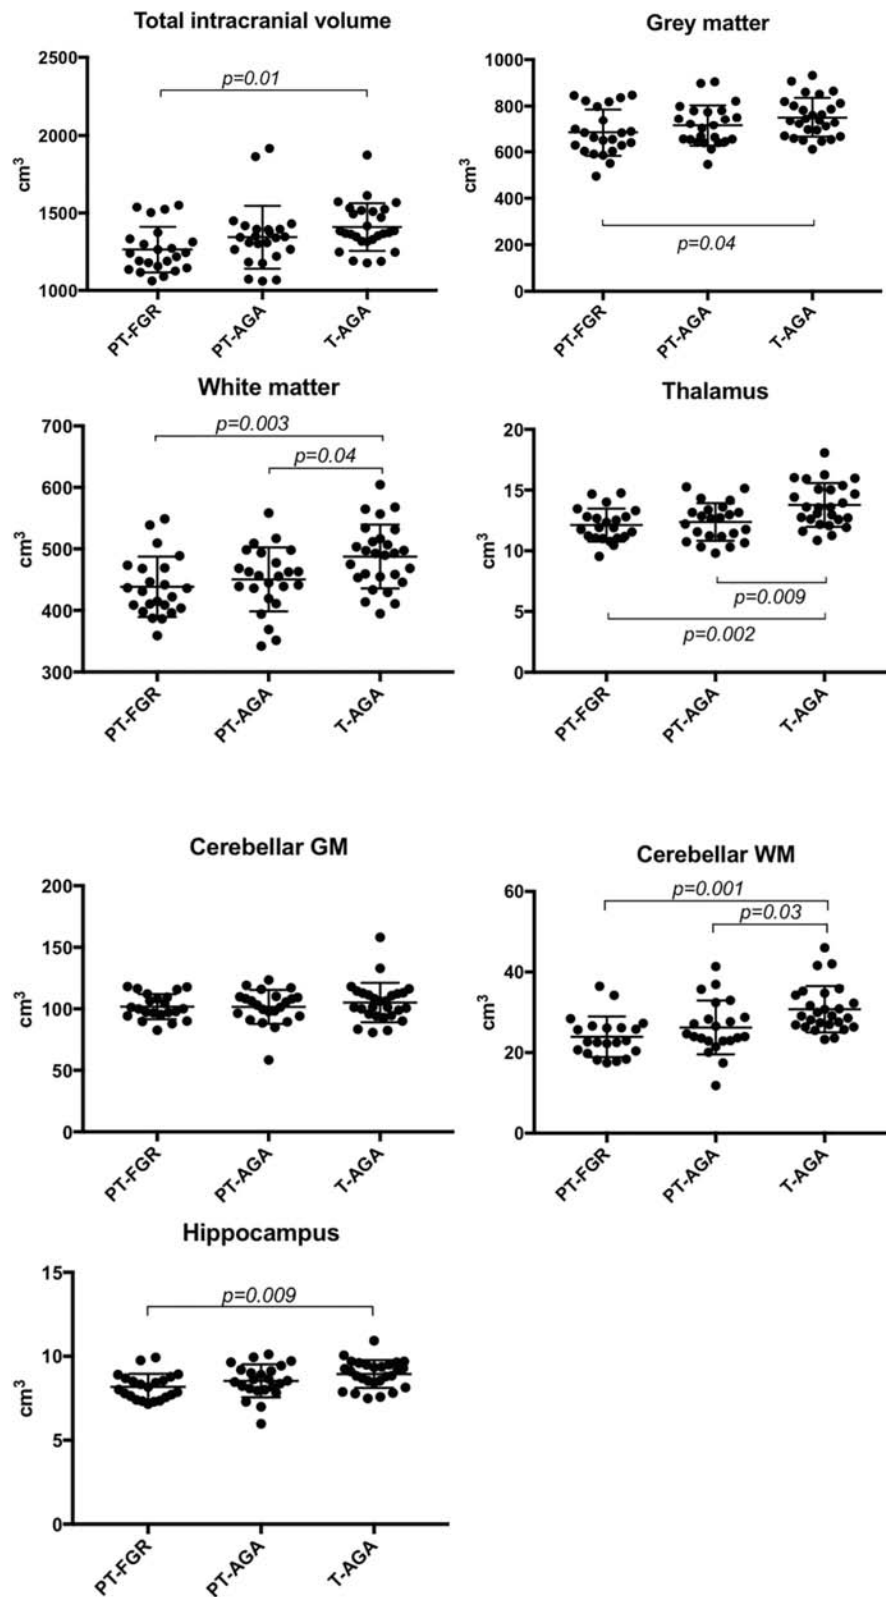 Total intracranial volume
2500
2000
1500
1000
cm³
p=0.01
PT-FGR
PT-AGA
T-AGA
Grey matter
1000
800
600
400
200
0
cm³
p=0.04
PT-FGR
PT-AGA
T-AGA
White matter
700
600
500
400
300
cm³
p=0.003
p=0.04
PT-FGR
PT-AGA
T-AGA
Thalamus
20
15
10
5
0
cm³
p=0.009
p=0.002
PT-FGR
PT-AGA
T-AGA
Cerebellar GM
200
150
100
50
0
cm³
PT-FGR
PT-AGA
T-AGA
Cerebellar WM
60
40
20
0
cm³
p=0.001
p=0.03
PT-FGR
PT-AGA
T-AGA
Hippocampus
15
10
5
0
cm³
p=0.009
PT-FGR
PT-AGA
T-AGA